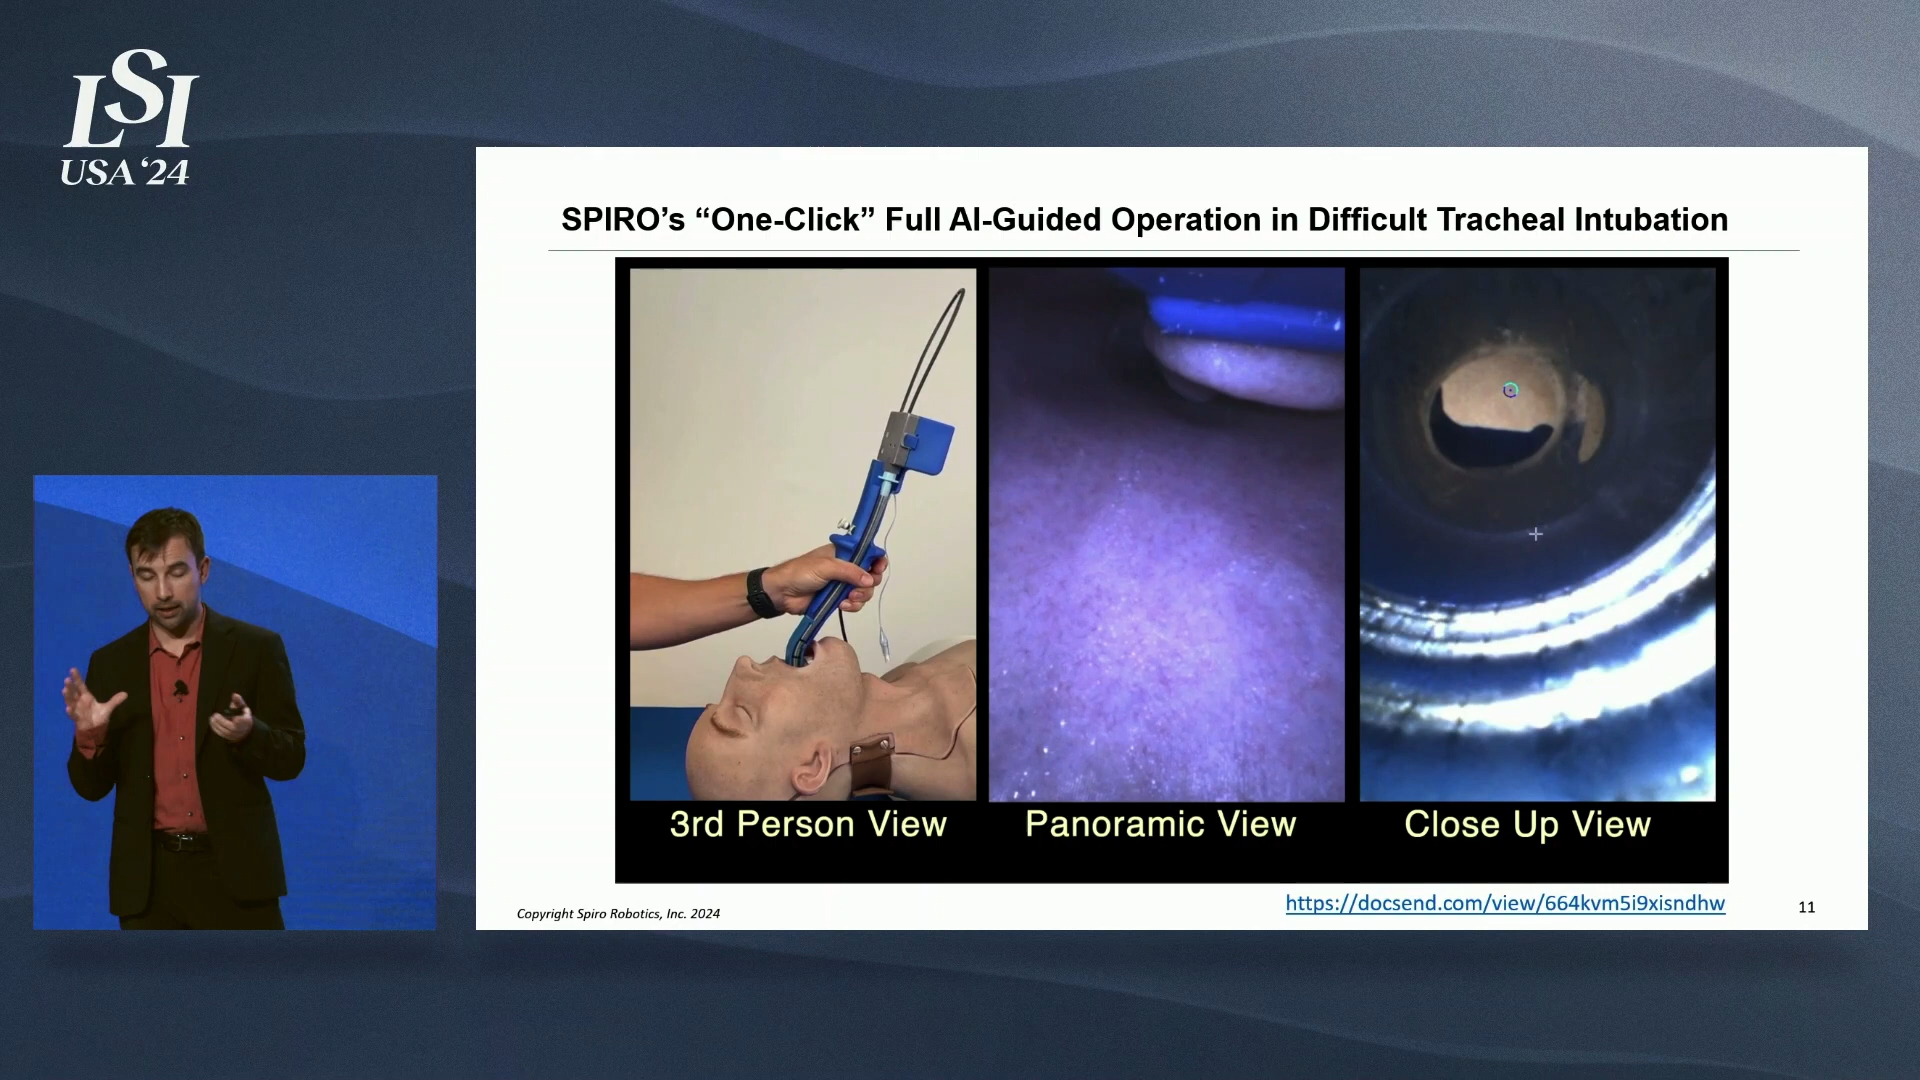 LSI
USA '24
SPIRO's “One-Click” Full AI-Guided Operation in Difficult Tracheal Intubation
3rd Person View
Panoramic View
Close Up View
Copyright Spiro Robotics, Inc. 2024
https://docsend.com/view/664kvm5i9xisndhw
11